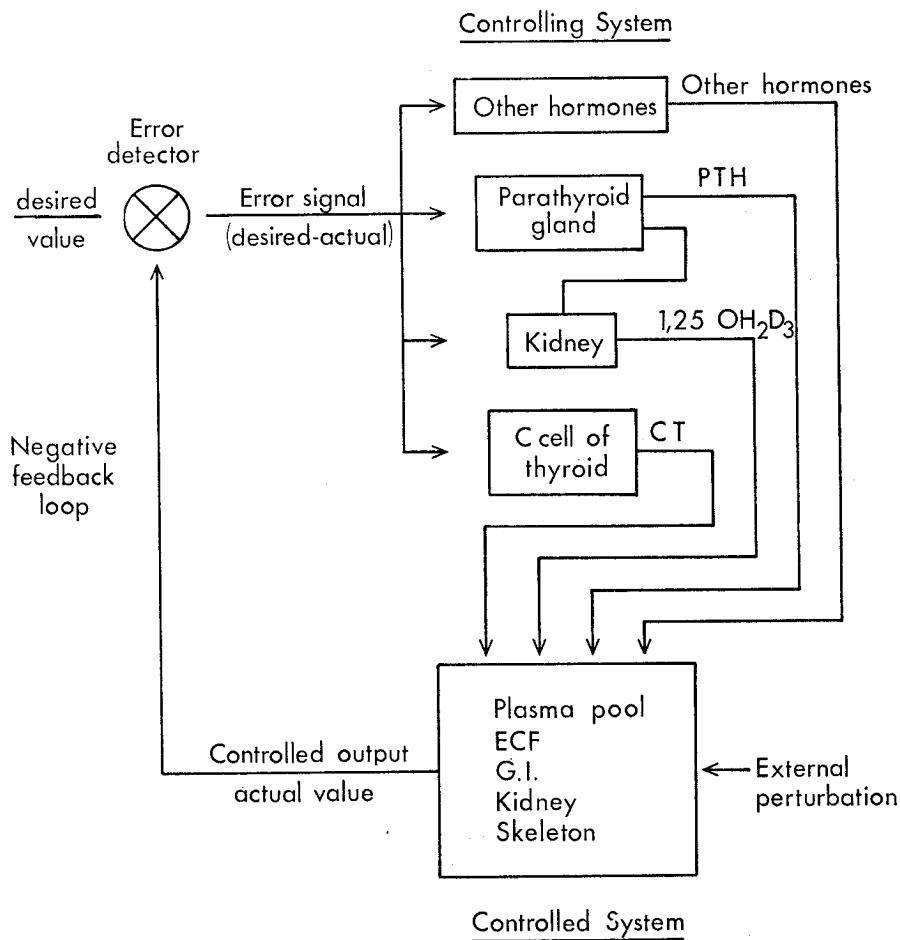 Controlling System
Other hormones
Other hormones
Error
detector
PTH
desired
value
Error signal
(desired-actual)
Parathyroid
gland
1,25 OH₂D₃
Kidney
C cell of
thyroid
CT
Negative
feedback
loop
Plasma pool
ECF
G.I.
Kidney
Skeleton
Controlled output
actual value
External
perturbation
Controlled System